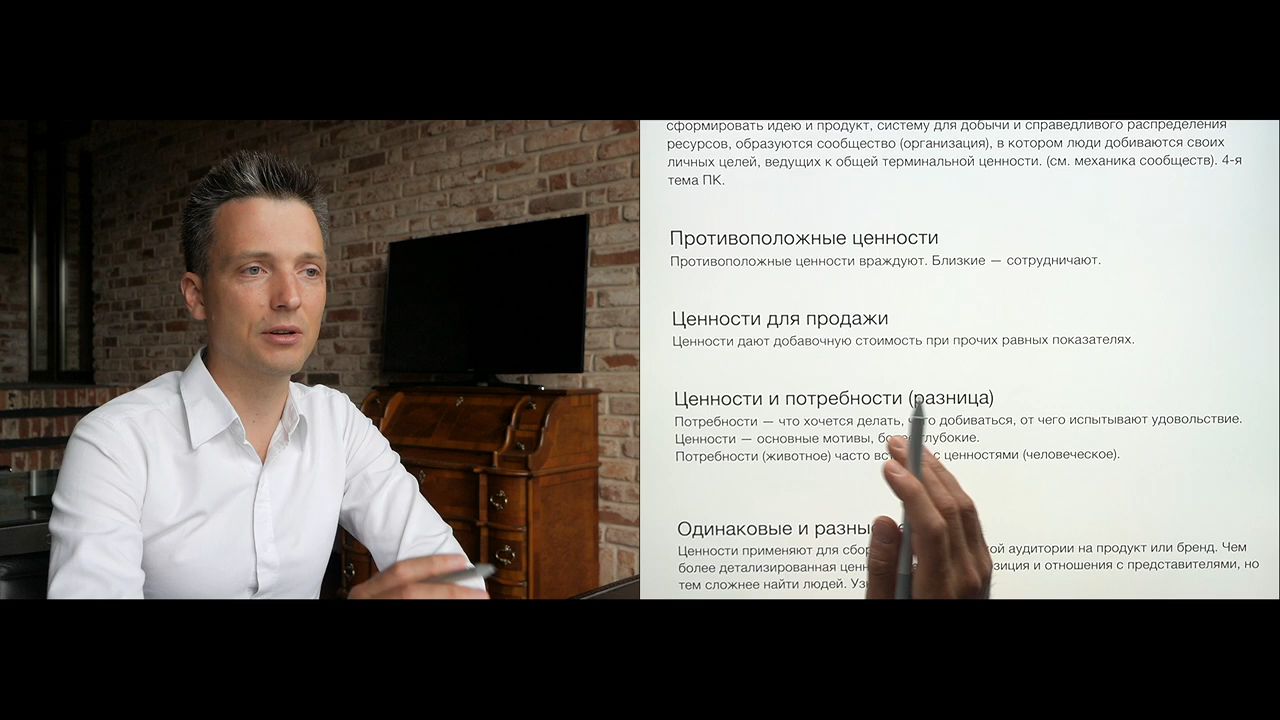 сформировать идею и продукт, систему для добычи и справедливого распределения
ресурсов, образуются сообщество (организация), в котором люди добиваются своих
личных целей, ведущих к общей терминальной ценности. (см. механика сообществ). 4-я
тема ПК.
Противоположные ценности
Противоположные ценности враждуют. Близкие — сотрудничают.
Ценности для продажи
Ценности дают добавочную стоимость при прочих равных показателях.
Ценности и потребности (разница)
Потребности — что хочется делать, чего добиваться, от чего испытывают удовольствие.
Ценности — основные мотивы, более глубокие.
Потребности (животное) часто с ценностями (человеческое).
Одинаковые и разные
Ценности применяют для аудитории на продукт или бренд. Чем
более детализированная и отношения с представителями, но
тем сложнее найти людей.